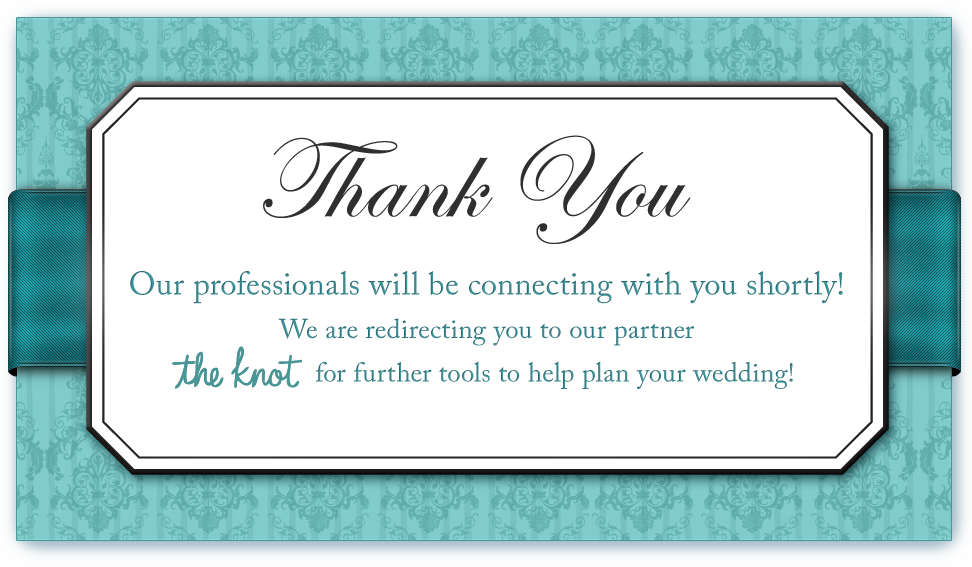 Thank You
Our professionals will be connecting with you shortly!
We are redirecting you to our partner
the knot for further tools to help plan your wedding!